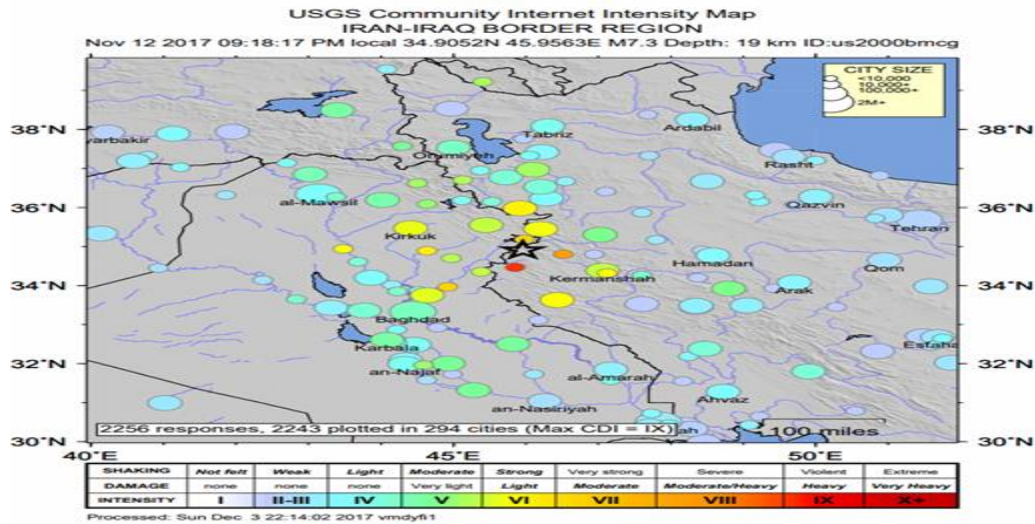 USGS Community Internet Intensity Map
IRAN-IRAQ BORDER REGION
Nov 12 2017 09:18:17 PM local 34.9052N 45.9563E M7.3 Depth: 19 km ID:us2000bmcg
CITY SIZE
<10,000
10,000+
100,000+
2M+
38°N
38°N
yarbakir
Tabriz
Ardabil
Orumiyeh
Rasht
36°N
al-Mawsil
Qazvin
36°N
Kirkuk
Tehran
Hamadan
Qom
Kermanshah
34°N
Arak
34°N
Baghdad
Karbala
Esfaha
32°N
an-Najaf
al-Amarah
32°N
Ahvaz
an-Nasiriyah
2256 responses, 2243 plotted in 294 cities (Max CDI = IX)
ah
100 miles
30°N
30°N
40°E
45°E
50°E
SHAKING Not felt Weak Light Moderate Strong Very strong Severe Violent Extreme
DAMAGE none none none Very light Light Moderate Moderate/Heavy Heavy Very Heavy
INTENSITY I II-III IV V VI VII VIII IX X+
Processed: Sun Dec 3 22:14:02 2017 vmdyfi1